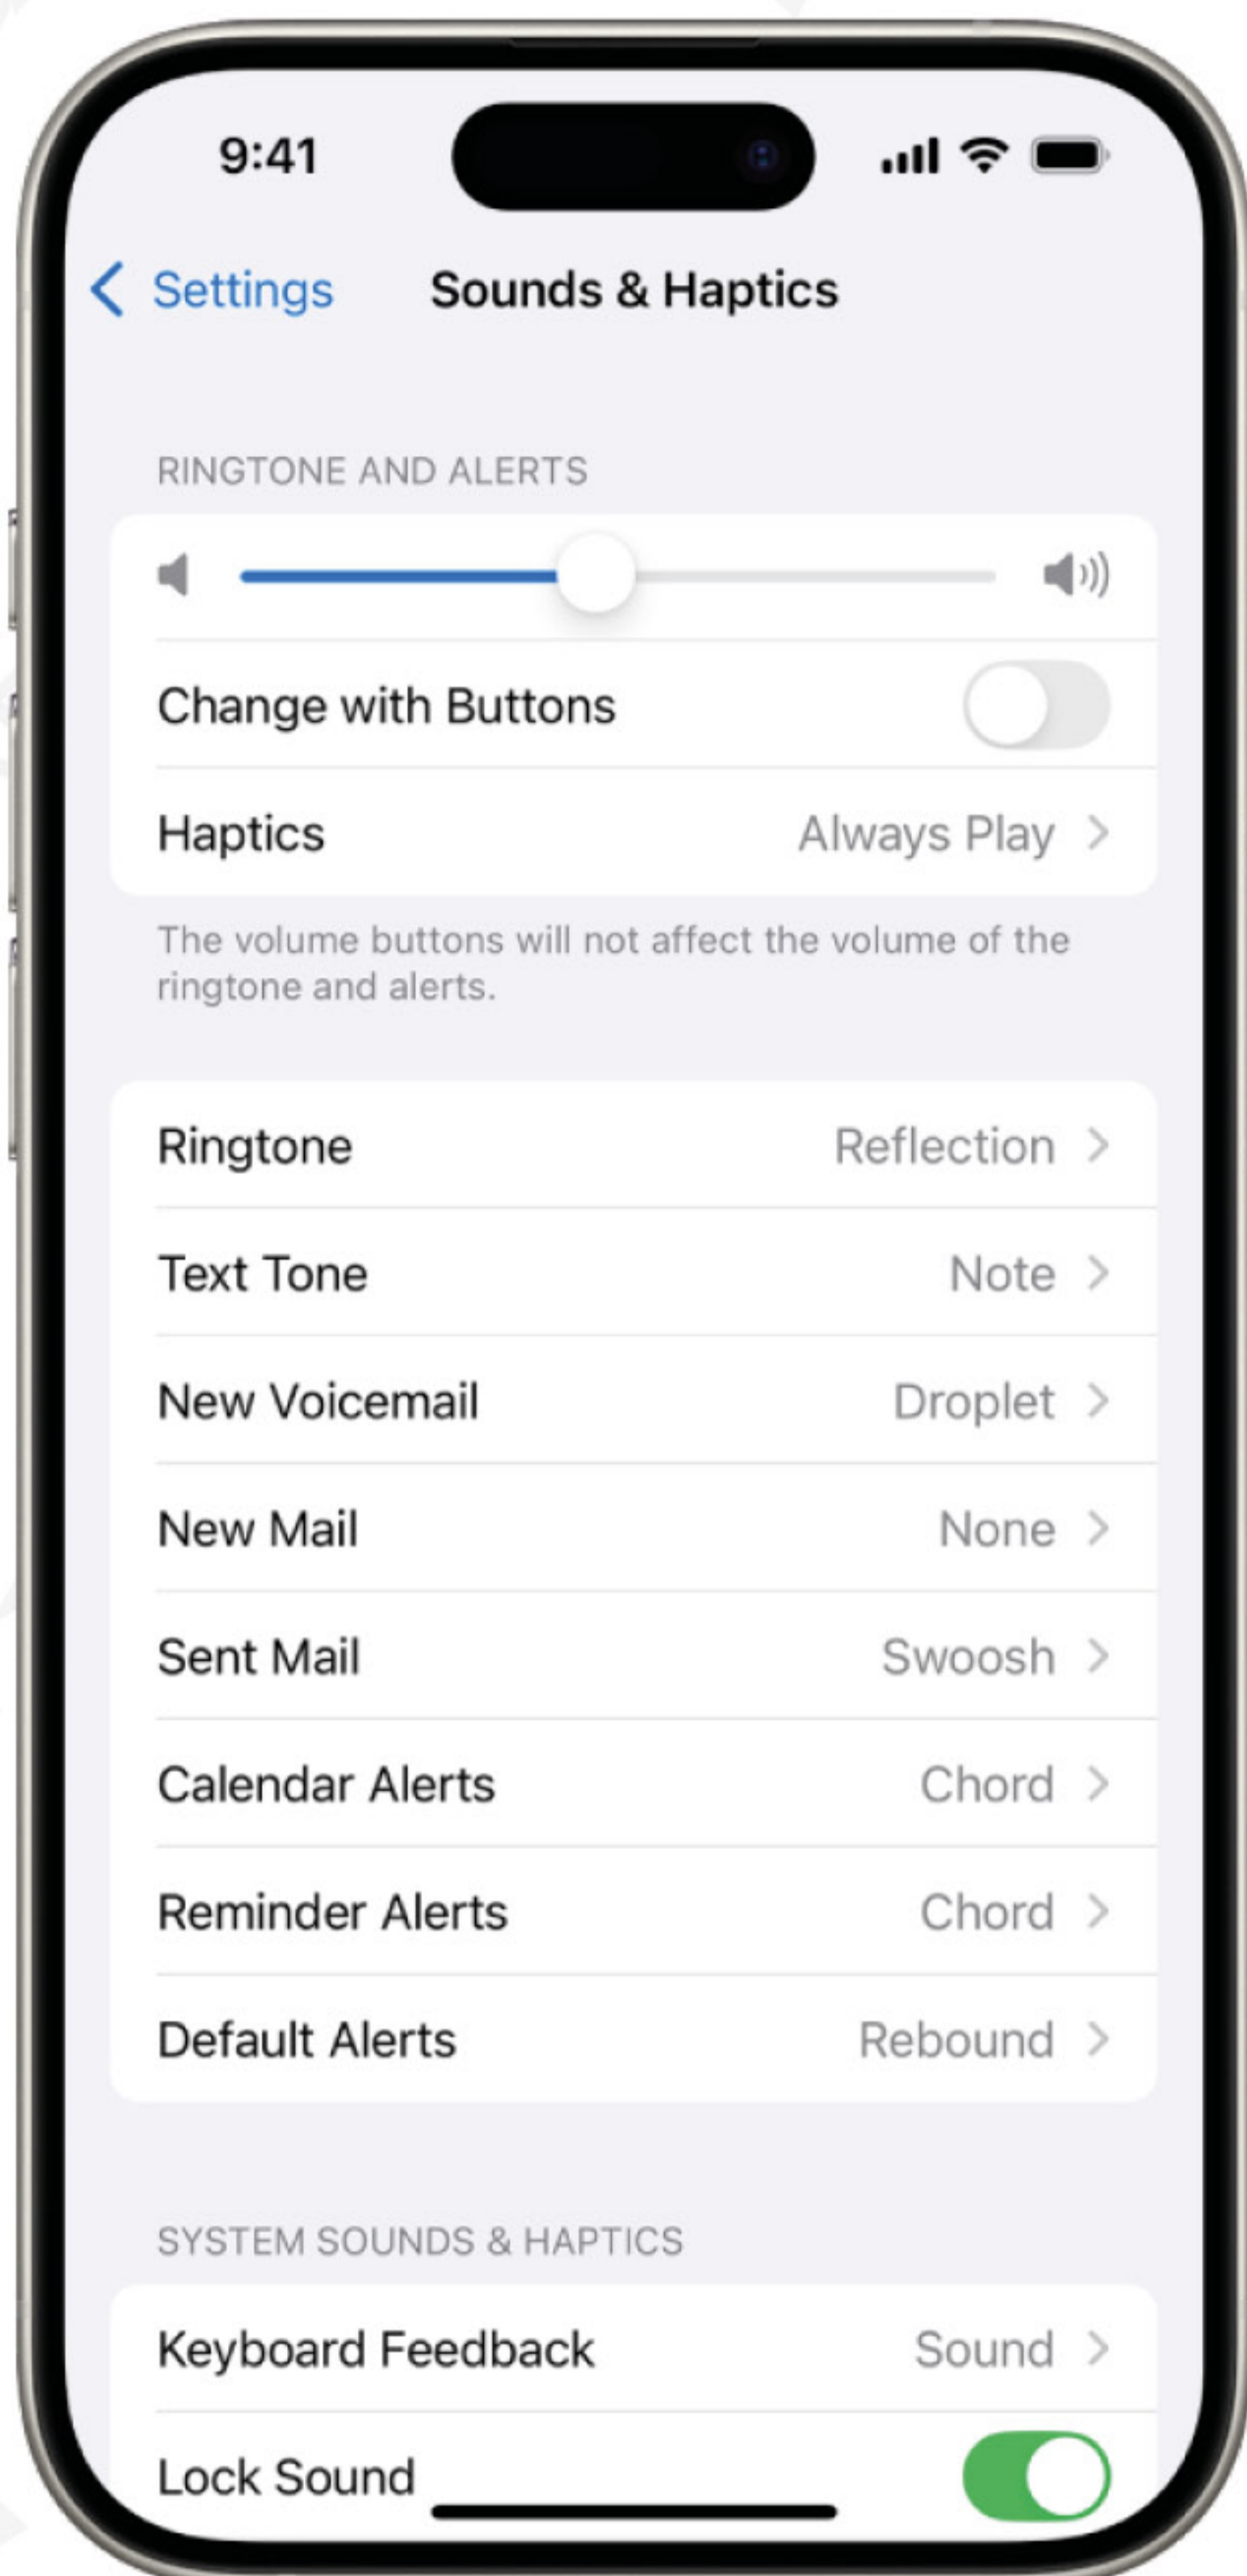 9:41
Settings
Sounds & Haptics
RINGTONE AND ALERTS
Change with Buttons
Haptics Always Play
The volume buttons will not affect the volume of the
ringtone and alerts.
Ringtone Reflection
Text Tone Note
New Voicemail Droplet
New Mail None
Sent Mail Swoosh
Calendar Alerts Chord
Reminder Alerts Chord
Default Alerts Rebound
SYSTEM SOUNDS & HAPTICS
Keyboard Feedback Sound
Lock Sound